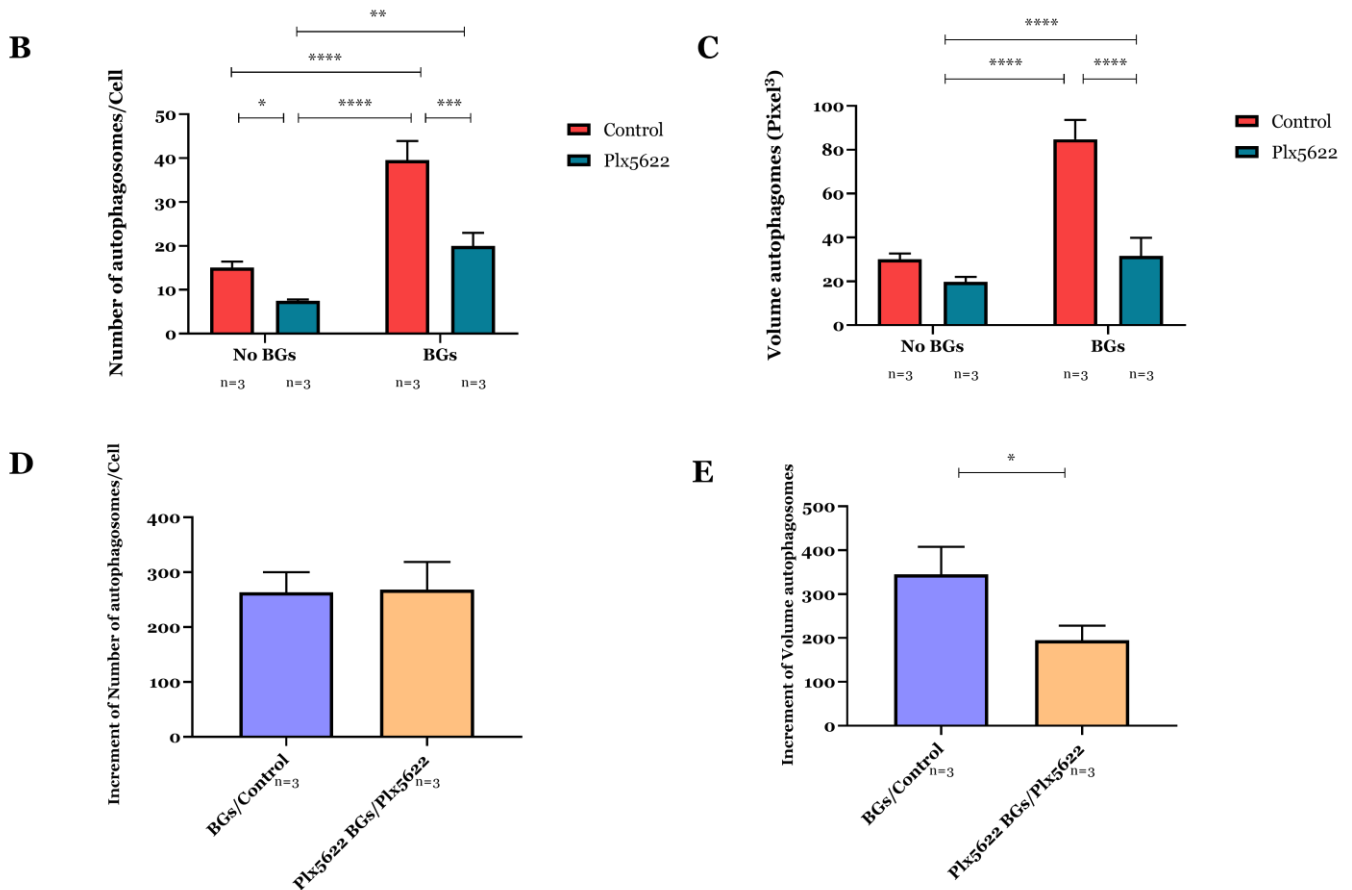 B
Number of autophagosomes/Cell
**
****
*
****
***
50
40
30
20
10
0
No BGs
BGs
n=3
n=3
n=3
n=3
Control
Plx5622
C
Volume autophagomes (Pixel³)
****
****
****
100
80
60
40
20
0
No BGs
BGs
n=3
n=3
n=3
n=3
Control
Plx5622
D
Increment of Number of autophagosomes/Cell
400
300
200
100
0
BGs/Control
n=3
Plx5622 BGs/Plx5622
n=3
E
Increment of Volume autophagosomes
*
500
400
300
200
100
0
BGs/Control
n=3
Plx5622 BGs/Plx5622
n=3